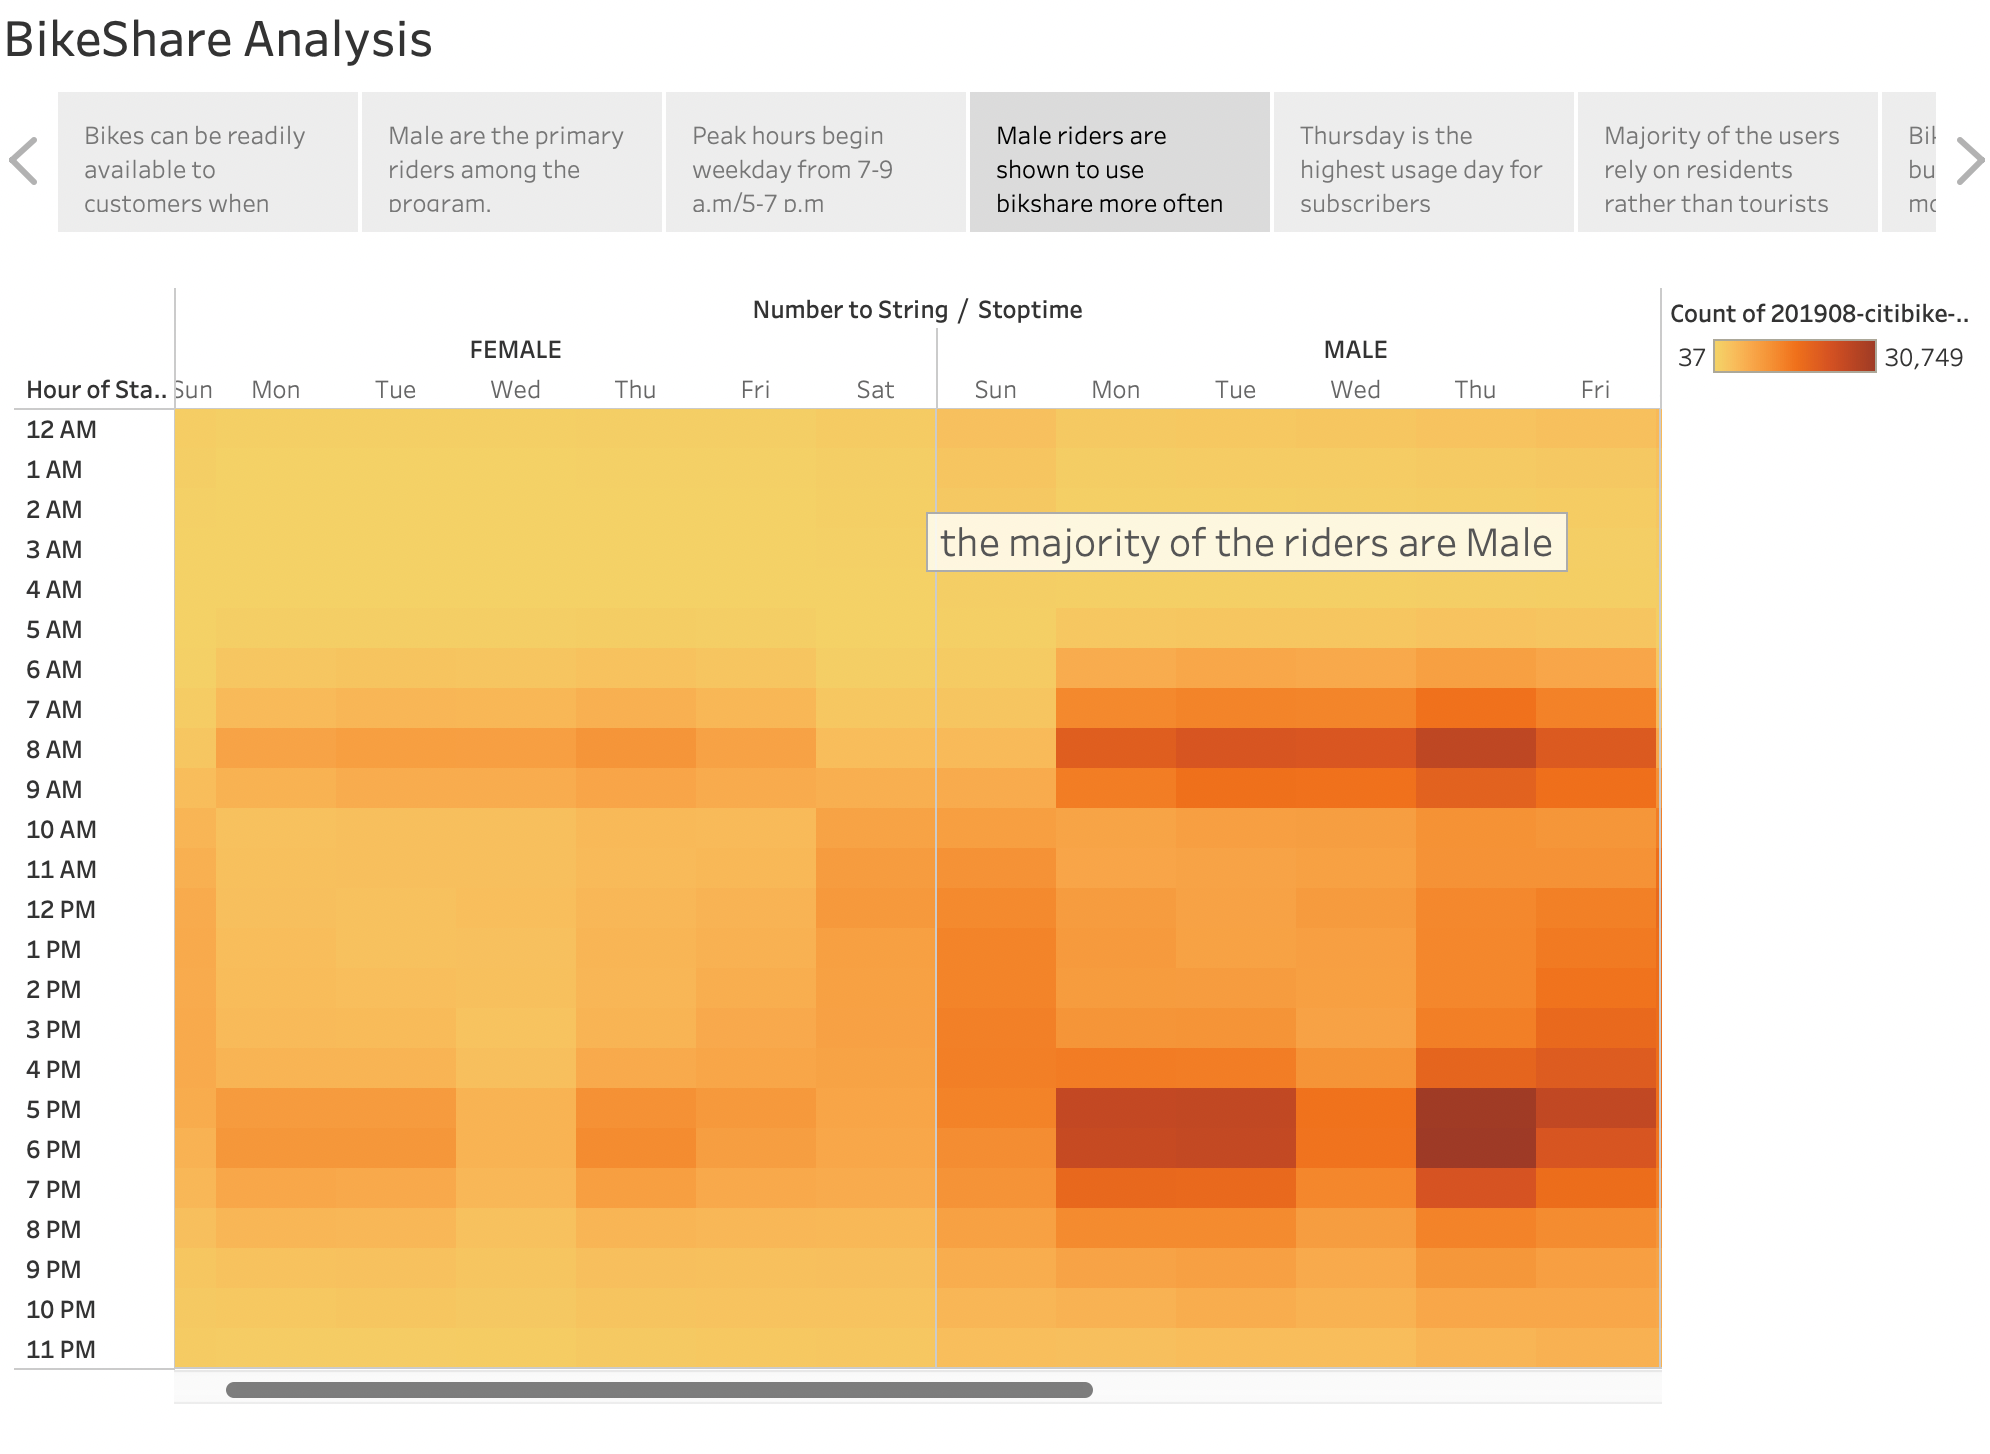 BikeShare Analysis
Bikes can be readily
available to
customers when
Male are the primary
riders among the
program.
Peak hours begin
weekday from 7-9
a.m/5-7 p.m
Male riders are
shown to use
bikshare more often
Thursday is the
highest usage day for
subscribers
Majority of the users
rely on residents
rather than tourists
Number to String / Stoptime
FEMALE MALE
Hour of Sta.. Sun Mon Tue Wed Thu Fri Sat Sun Mon Tue Wed Thu Fri
Count of 201908-citibike-..
37 30,749
12 AM
1 AM
2 AM
the majority of the riders are Male
3 AM
4 AM
5 AM
6 AM
7 AM
8 AM
9 AM
10 AM
11 AM
12 PM
1 PM
2 PM
3 PM
4 PM
5 PM
6 PM
7 PM
8 PM
9 PM
10 PM
11 PM